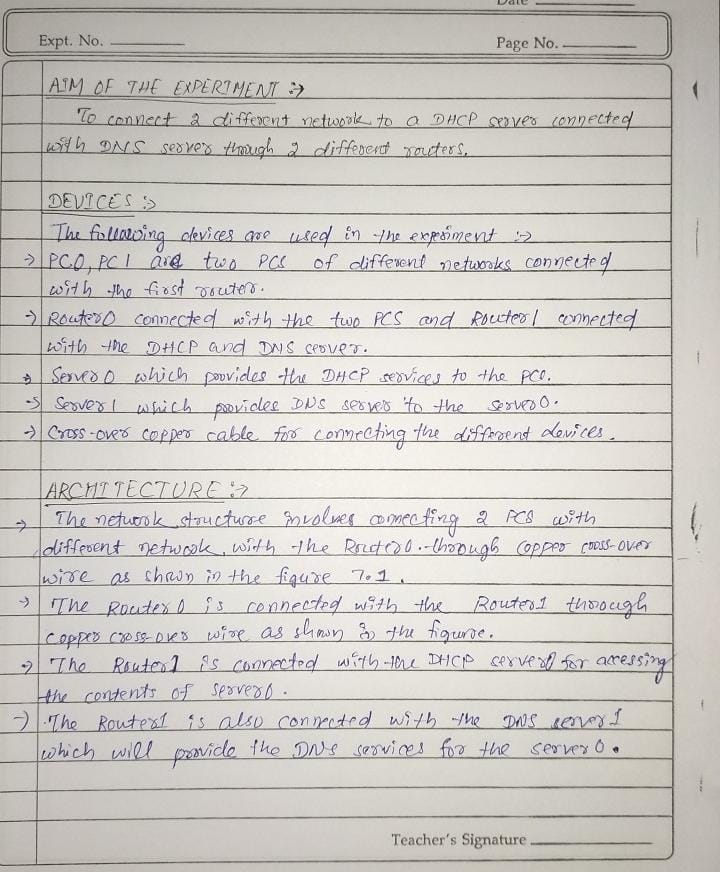 Date
Expt. No.
Page No.
AIM OF THE EXPERIMENT :→
To connect 2 different network to a DHCP server connected
with DNS server through 2 different routers.
DEVICES :→
The following devices are used in the experiment :→
→ PC0, PC1 are two PCS of different networks connected
with the first router.
→ Router0 connected with the two PCS and Router1 connected
with the DHCP and DNS server.
→ Server0 which provides the DHCP services to the PC0.
→ Server1 which provides DNS server to the server0.
→ Cross-over copper cable for connecting the different devices.
ARCHITECTURE :→
→ The network structure involves connecting 2 PCS with
different network, with the Router0. through copper cross-over
wire as shown in the figure 7.1.
→ The Router0 is connected with the Router1 through
copper cross-over wire as shown in the figure.
→ The Router1 is connected with the DHCP server0 for accessing
the contents of server0.
→ The Router1 is also connected with the DNS server1
which will provide the DNS services for the server0.
Teacher's Signature